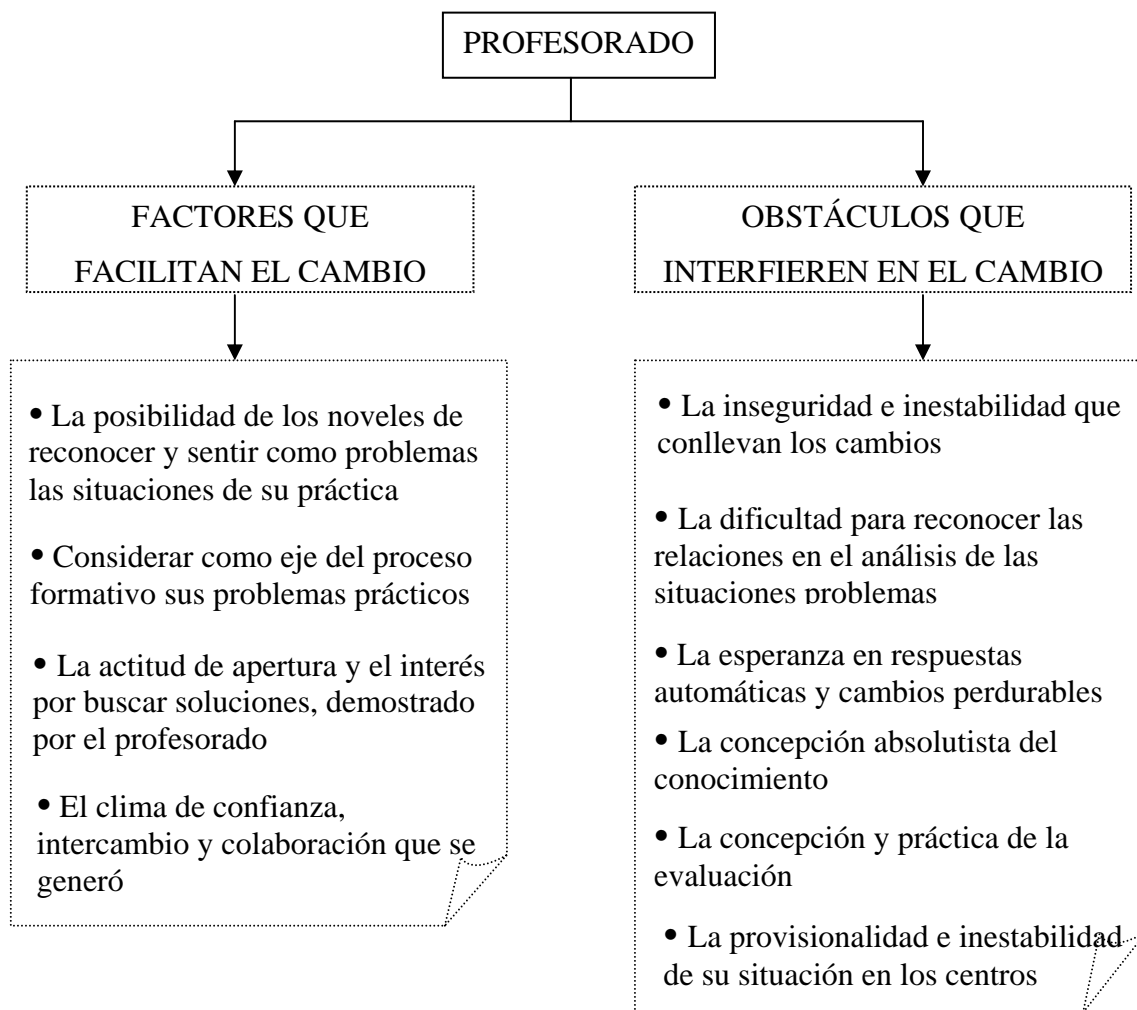 PROFESORADO
FACTORES QUE
FACILITAN EL CAMBIO
• La posibilidad de los noveles de
reconocer y sentir como problemas
las situaciones de su práctica
• Considerar como eje del proceso
formativo sus problemas prácticos
• La actitud de apertura y el interés
por buscar soluciones, demostrado
por el profesorado
• El clima de confianza,
intercambio y colaboración que se
generó
OBSTÁCULOS QUE
INTERFIEREN EN EL CAMBIO
• La inseguridad e inestabilidad que
conllevan los cambios
• La dificultad para reconocer las
relaciones en el análisis de las
situaciones problemas
• La esperanza en respuestas
automáticas y cambios perdurables
• La concepción absolutista del
conocimiento
• La concepción y práctica de la
evaluación
• La provisionalidad e inestabilidad
de su situación en los centros